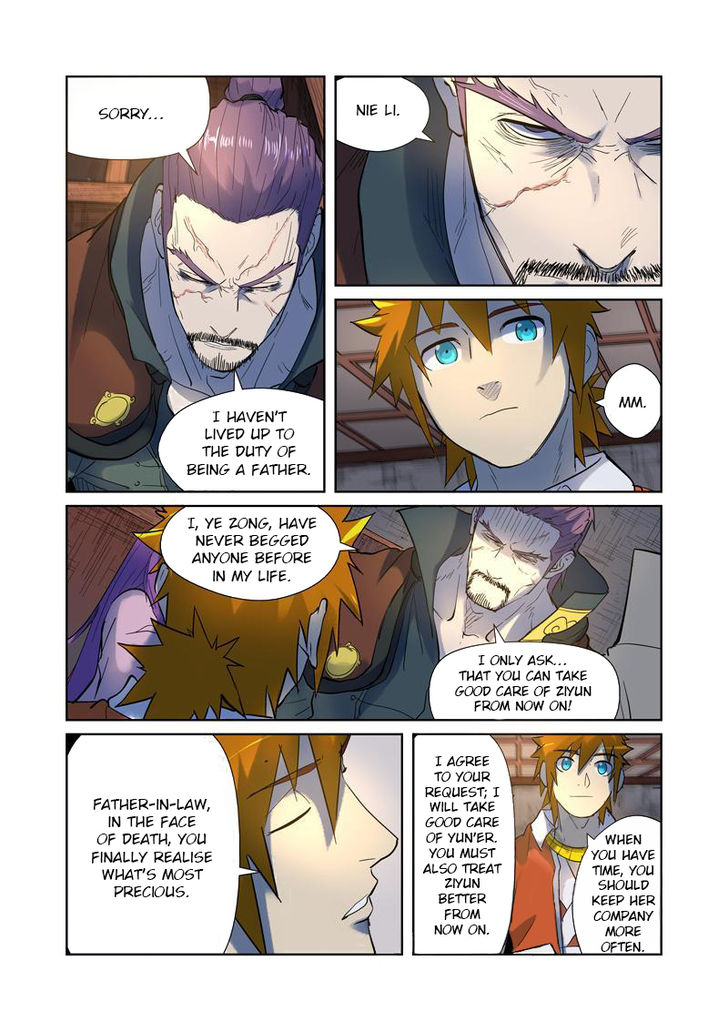 SORRY...
I HAVEN'T
LIVED UP TO
THE DUTY OF
BEING A FATHER.
NIE LI.
MM.
I, YE ZONG, HAVE
NEVER BEGGED
ANYONE BEFORE
IN MY LIFE.
I ONLY ASK...
THAT YOU CAN TAKE
GOOD CARE OF ZIYUN
FROM NOW ON!
FATHER-IN-LAW,
IN THE FACE
OF DEATH, YOU
FINALLY REALISE
WHAT'S MOST
PRECIOUS.
I AGREE
TO YOUR
REQUEST; I
WILL TAKE
GOOD CARE
OF YUN'ER.
YOU MUST
ALSO TREAT
ZIYUN
BETTER
FROM
NOW ON.
WHEN
YOU HAVE
TIME, YOU
SHOULD
KEEP HER
COMPANY
MORE
OFTEN.